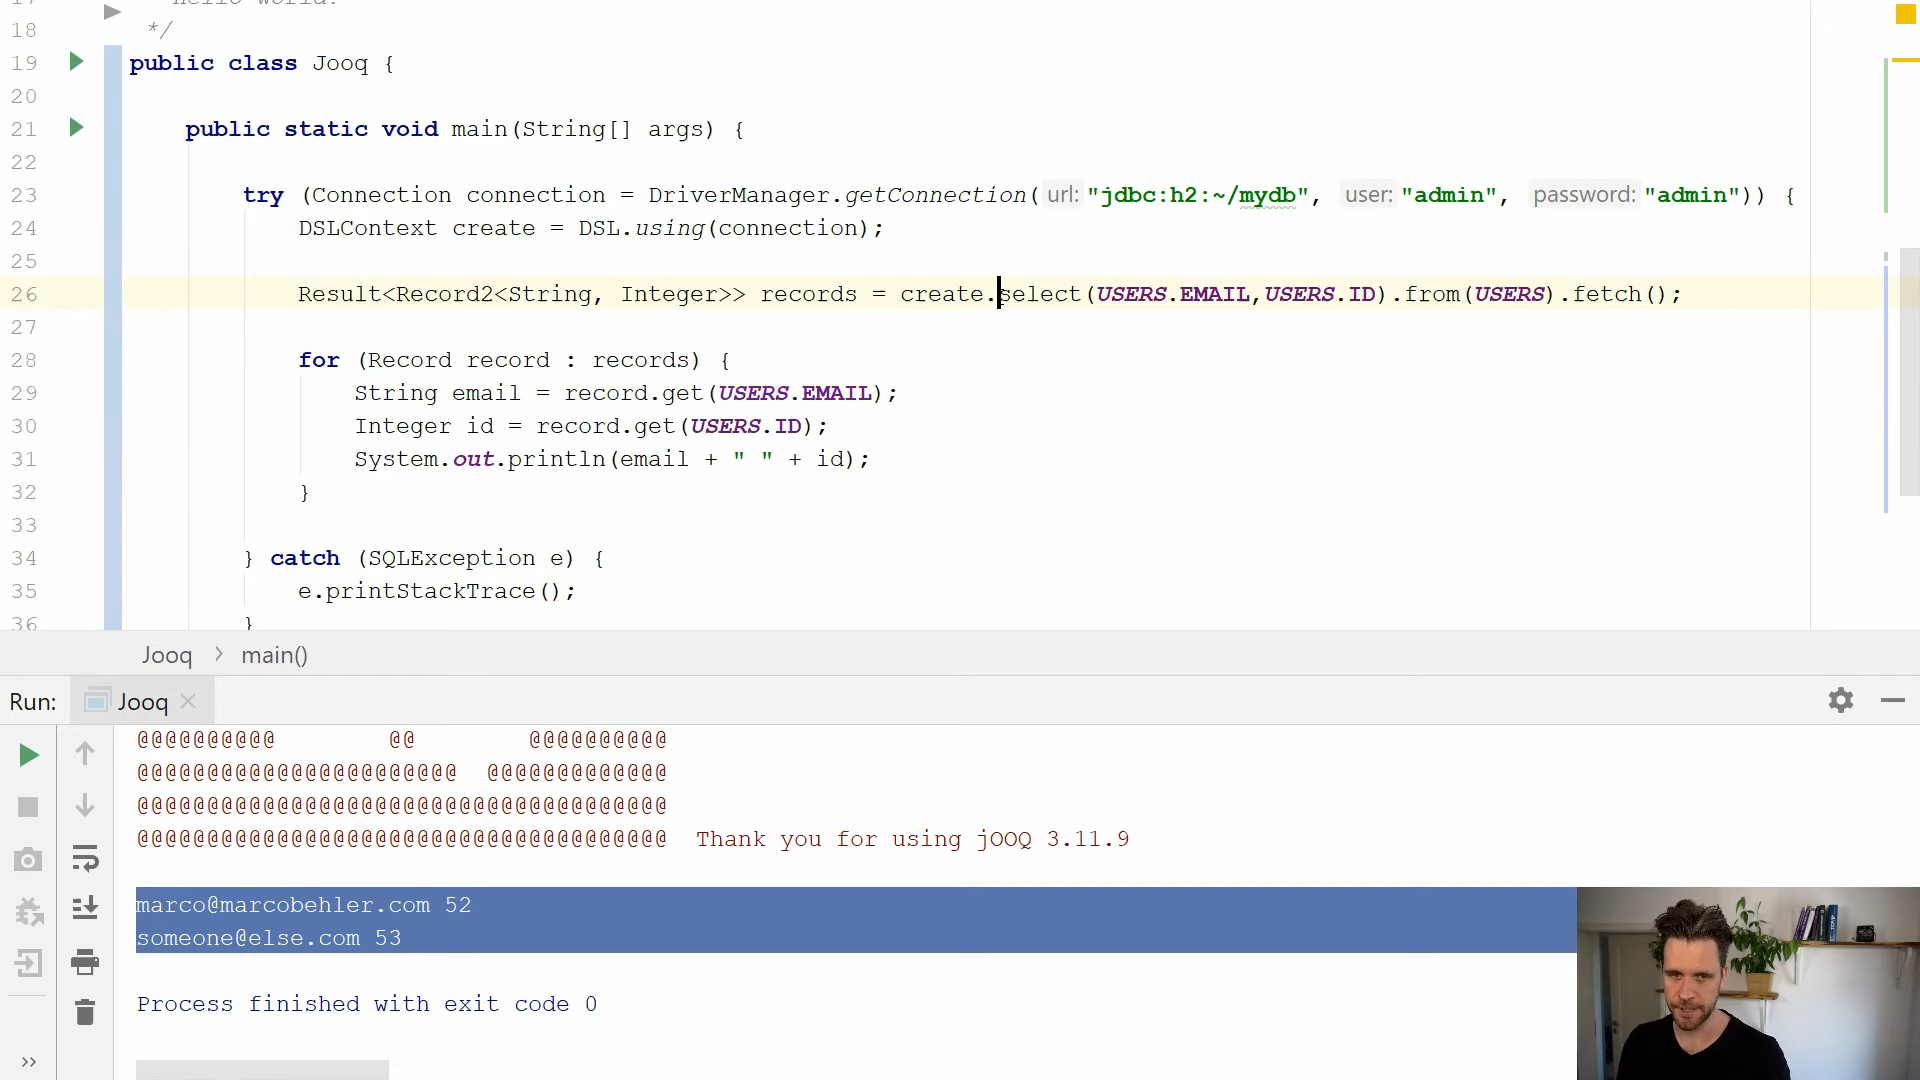 17 Hello world!
18 */
19 public class Jooq {
20
21 public static void main(String[] args) {
22
23 try (Connection connection = DriverManager.getConnection( url: "jdbc:h2:~/mydb", user: "admin", password: "admin")) {
24 DSLContext create = DSL.using(connection);
25
26 Result<Record2<String, Integer>> records = create.select(USERS.EMAIL,USERS.ID).from(USERS).fetch();
27
28 for (Record record : records) {
29 String email = record.get(USERS.EMAIL);
30 Integer id = record.get(USERS.ID);
31 System.out.println(email + " " + id);
32 }
33
34 } catch (SQLException e) {
35 e.printStackTrace();
36 }
Jooq > main()
Run: Jooq
@@@@@@@@@@ @@ @@@@@@@@@@
@@@@@@@@@@@@@@@@@@@@@@@ @@@@@@@@@@@@@
@@@@@@@@@@@@@@@@@@@@@@@@@@@@@@@@@@@@@@
@@@@@@@@@@@@@@@@@@@@@@@@@@@@@@@@@@@@@@ Thank you for using jOOQ 3.11.9
marco@marcobehler.com 52
someone@else.com 53
Process finished with exit code 0